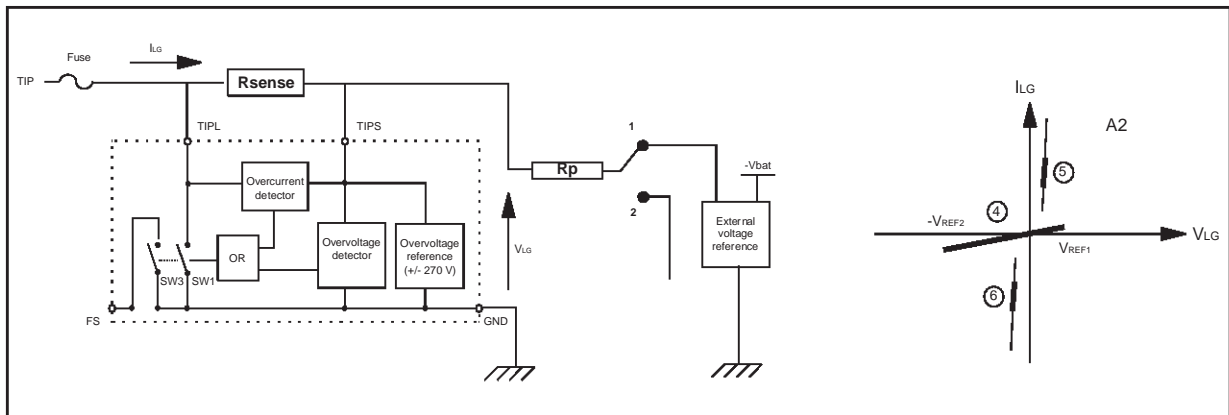 Fuse
ILG
TIP
Rsense
TIPL
TIPS
Overcurrent
detector
OR
Overvoltage
detector
Overvoltage
reference
(+/- 270 V)
SW3
SW1
FS
GND
VLG
Rp
1
2
-Vbat
External
voltage
reference
ILG
A2
5
4
-VREF2
VREF1
VLG
6